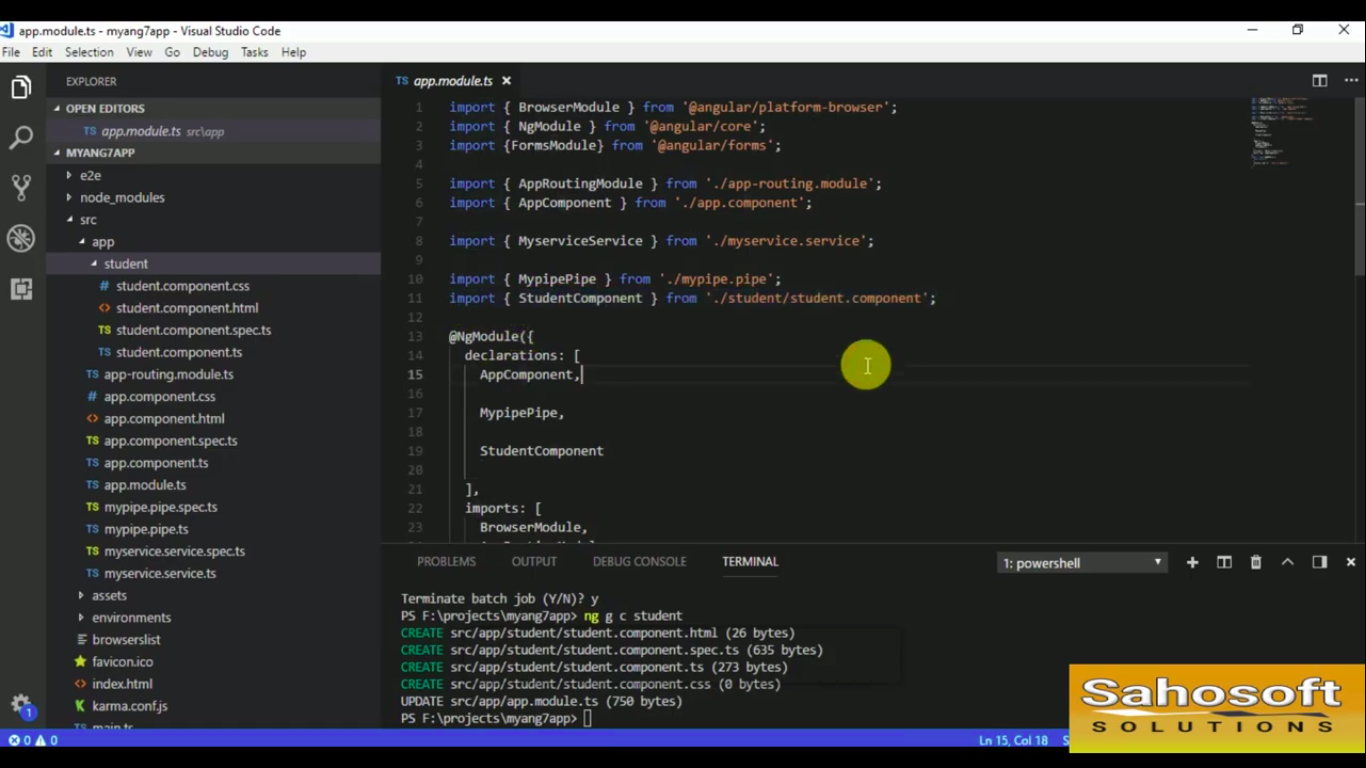 app.module.ts - myang7app - Visual Studio Code
File Edit Selection View Go Debug Tasks Help
EXPLORER
OPEN EDITORS
TS app.module.ts src\app
MYANG7APP
e2e
node_modules
src
app
student
# student.component.css
<> student.component.html
TS student.component.spec.ts
TS student.component.ts
TS app-routing.module.ts
# app.component.css
<> app.component.html
TS app.component.spec.ts
TS app.component.ts
TS app.module.ts
TS mypipe.pipe.spec.ts
TS mypipe.pipe.ts
TS myservice.service.spec.ts
TS myservice.service.ts
assets
environments
browserslist
favicon.ico
<> index.html
K karma.conf.js
TS main.ts
1
TS app.module.ts
1 import { BrowserModule } from '@angular/platform-browser';
2 import { NgModule } from '@angular/core';
3 import {FormsModule} from '@angular/forms';
4
5 import { AppRoutingModule } from './app-routing.module';
6 import { AppComponent } from './app.component';
7
8 import { MyserviceService } from './myservice.service';
9
10 import { MypipePipe } from './mypipe.pipe';
11 import { StudentComponent } from './student/student.component';
12
13 @NgModule({
14 declarations: [
15 AppComponent,
16
17 MypipePipe,
18
19 StudentComponent
20
21 ],
22 imports: [
23 BrowserModule,
PROBLEMS OUTPUT DEBUG CONSOLE TERMINAL 1: powershell
Terminate batch job (Y/N)? y
PS F:\projects\myang7app> ng g c student
CREATE src/app/student/student.component.html (26 bytes)
CREATE src/app/student/student.component.spec.ts (635 bytes)
CREATE src/app/student/student.component.ts (273 bytes)
CREATE src/app/student/student.component.css (0 bytes)
UPDATE src/app/app.module.ts (750 bytes)
PS F:\projects\myang7app>
0 0 Ln 15, Col 18
Sahosoft
SOLUTIONS